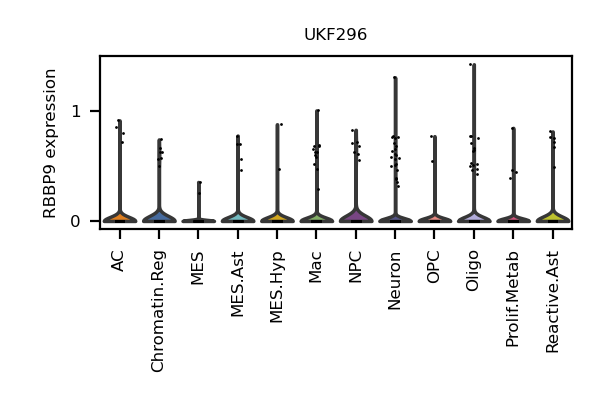 UKF296
RBBP9 expression
1
0
AC
Chromatin.Reg
MES
MES.Ast
MES.Hyp
Mac
NPC
Neuron
OPC
Oligo
Prolif.Metab
Reactive.Ast